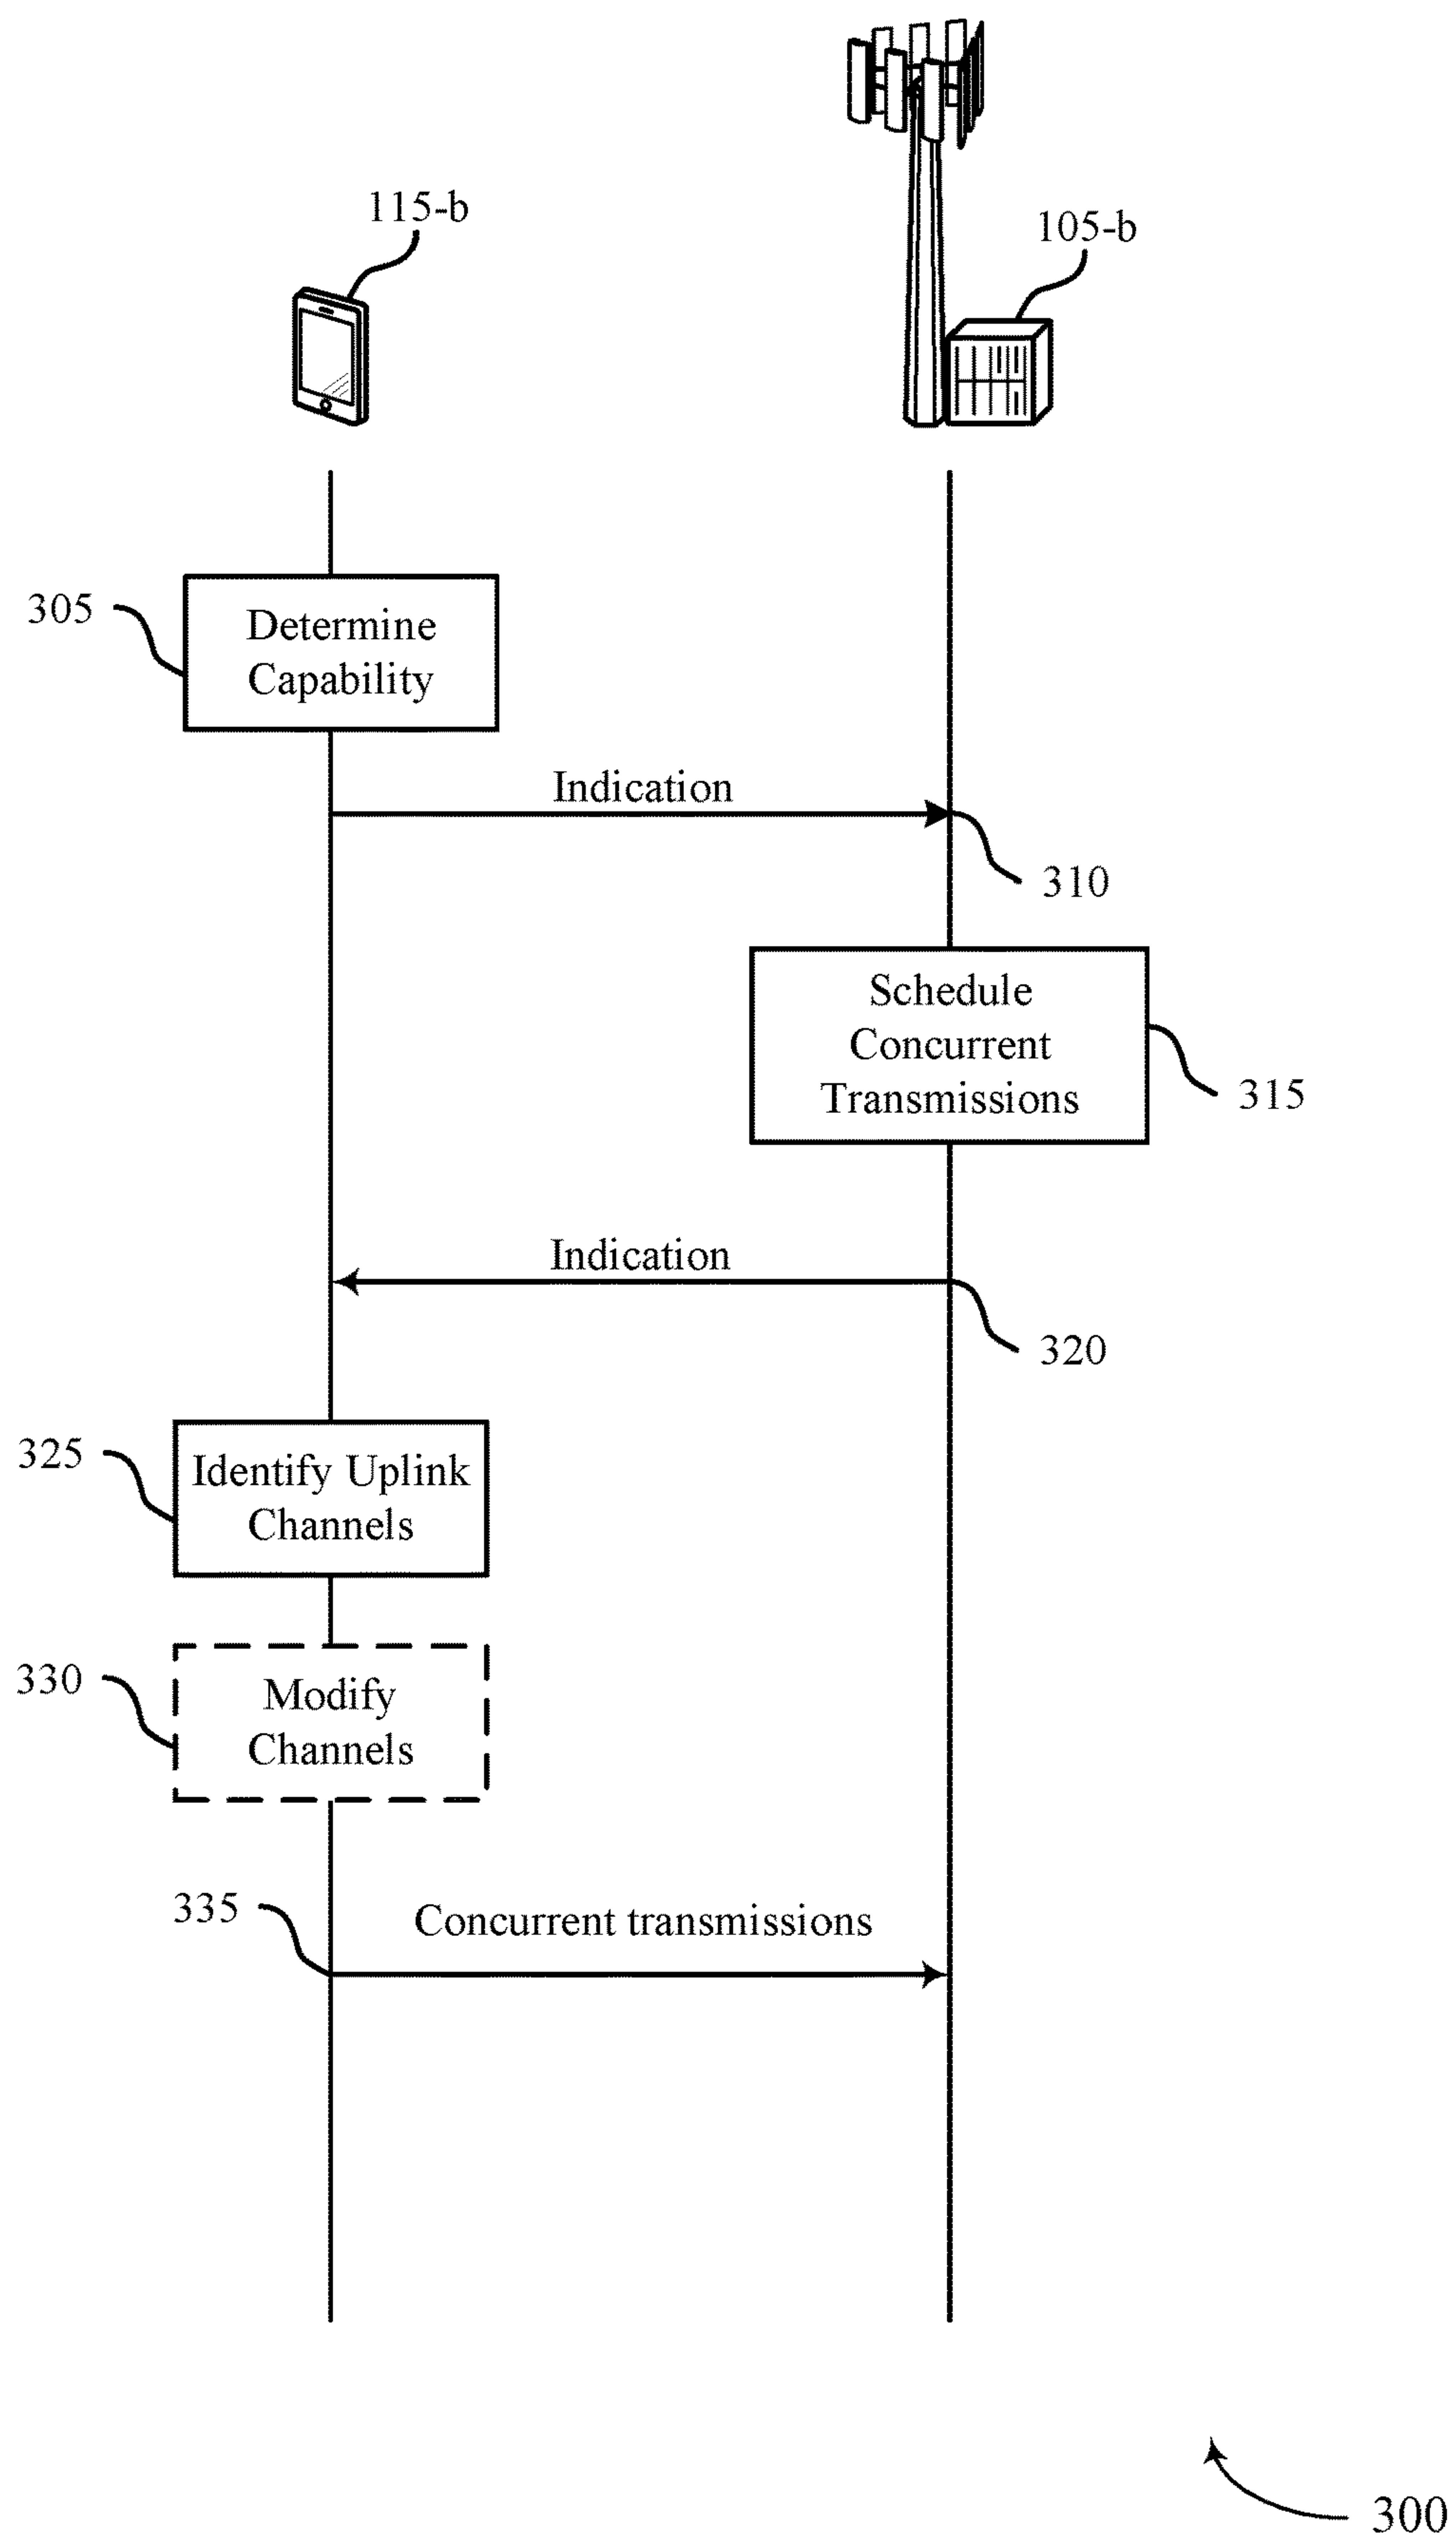 115-b
105-b
305
Determine
Capability
Indication
310
Schedule
Concurrent
Transmissions
315
Indication
320
325
Identify Uplink
Channels
330
Modify
Channels
335
Concurrent transmissions
300